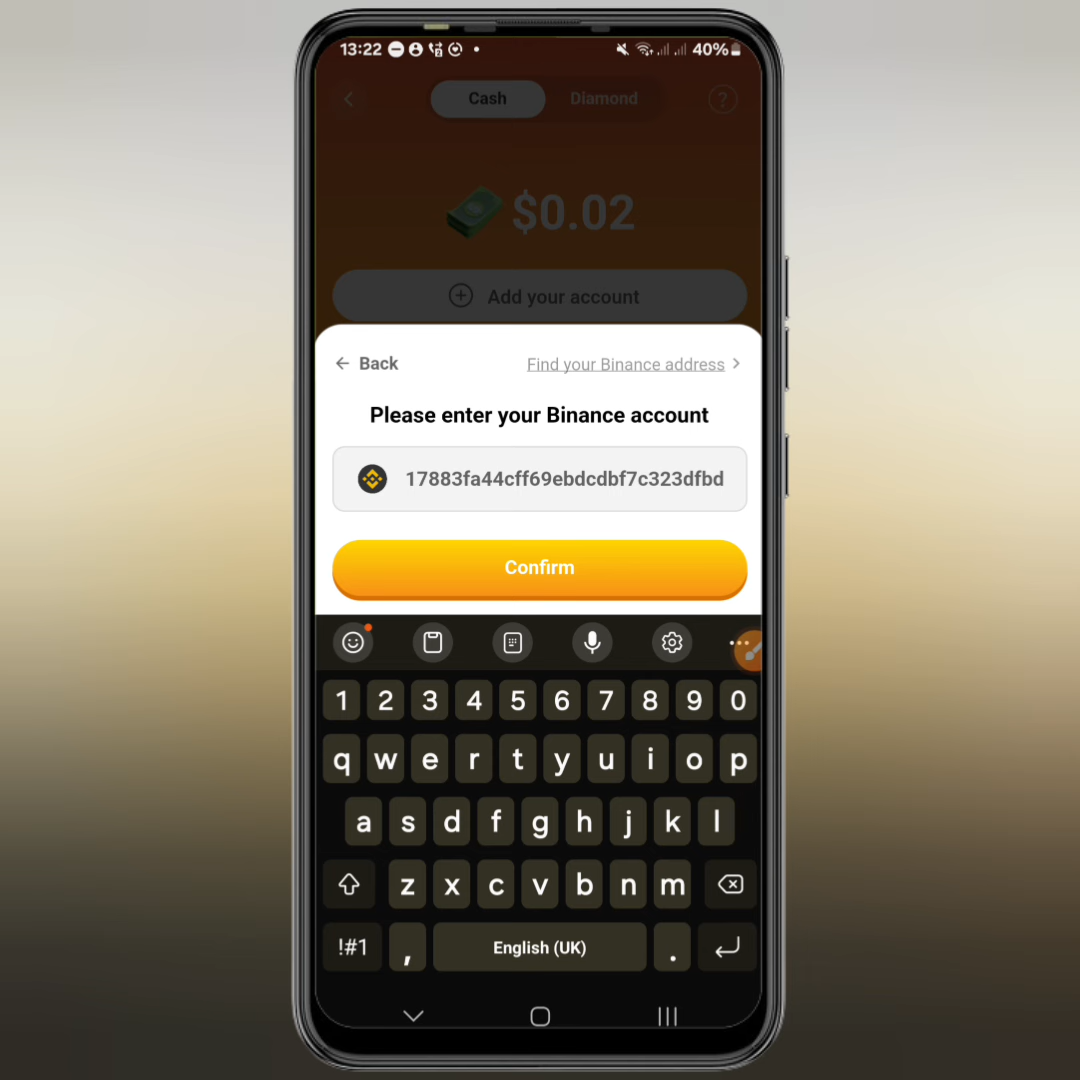 13:22 40%
Cash Diamond ?
$0.02
Add your account
Back Find your Binance address
Please enter your Binance account
17883fa44cff69ebdcdbf7c323dfbd
Confirm
1 2 3 4 5 6 7 8 9 0
q w e r t y u i o p
a s d f g h j k l
z x c v b n m
!#1 , English (UK) .